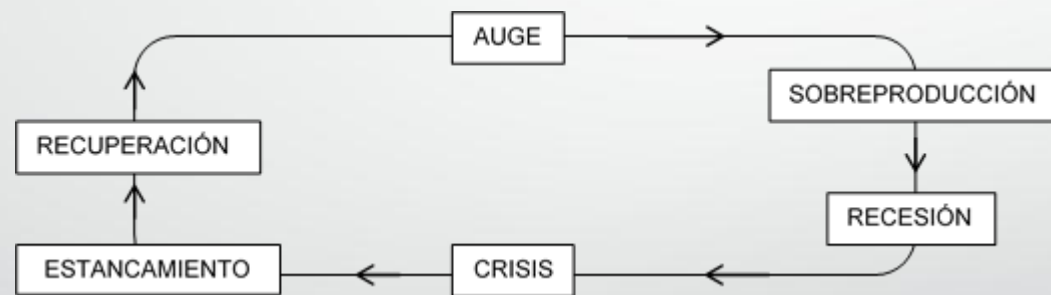 AUGE
SOBREPRODUCCIÓN
RECUPERACIÓN
RECESIÓN
ESTANCAMIENTO
CRISIS